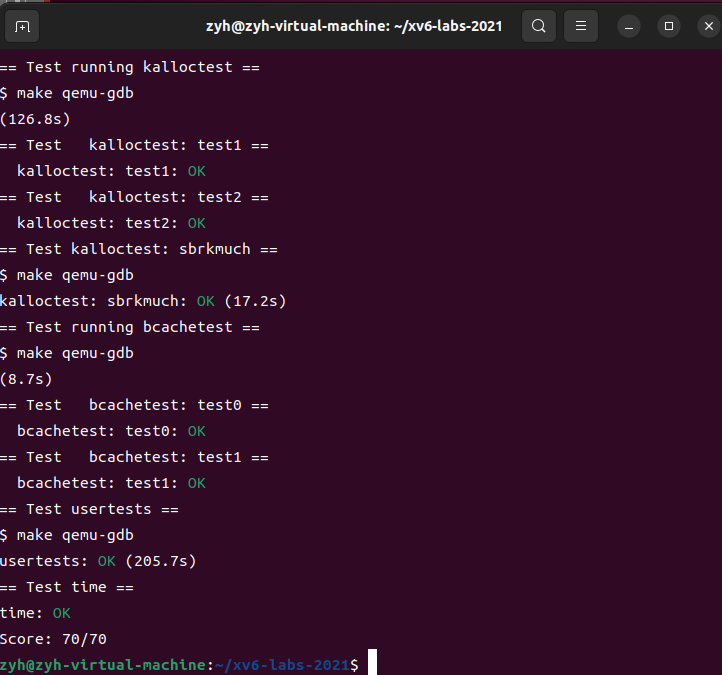 zyh@zyh-virtual-machine: ~/xv6-labs-2021
== Test running kalloctest ==
$ make qemu-gdb
(126.8s)
== Test   kalloctest: test1 ==
  kalloctest: test1: OK
== Test   kalloctest: test2 ==
  kalloctest: test2: OK
== Test kalloctest: sbrkmuch ==
$ make qemu-gdb
kalloctest: sbrkmuch: OK (17.2s)
== Test running bcachetest ==
$ make qemu-gdb
(8.7s)
== Test   bcachetest: test0 ==
  bcachetest: test0: OK
== Test   bcachetest: test1 ==
  bcachetest: test1: OK
== Test usertests ==
$ make qemu-gdb
usertests: OK (205.7s)
== Test time ==
time: OK
Score: 70/70
zyh@zyh-virtual-machine:~/xv6-labs-2021$